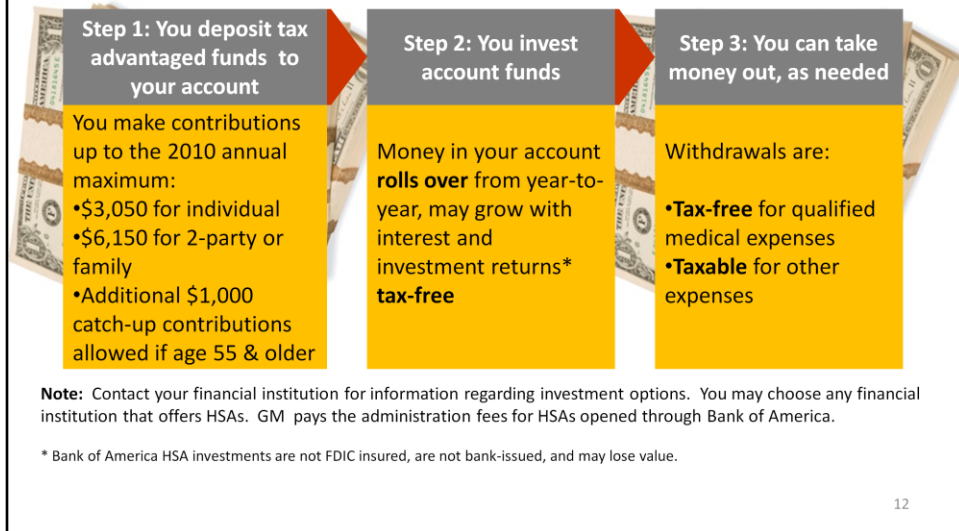 Step 1: You deposit tax
advantaged funds to
your account
You make contributions
up to the 2010 annual
maximum:
•$3,050 for individual
•$6,150 for 2-party or
family
•Additional $1,000
catch-up contributions
allowed if age 55 & older
Step 2: You invest
account funds
Money in your account
rolls over from year-to-
year, may grow with
interest and
investment returns*
tax-free
Step 3: You can take
money out, as needed
Withdrawals are:
•Tax-free for qualified
medical expenses
•Taxable for other
expenses
Note: Contact your financial institution for information regarding investment options. You may choose any financial
institution that offers HSAs. GM pays the administration fees for HSAs opened through Bank of America.
* Bank of America HSA investments are not FDIC insured, are not bank-issued, and may lose value.
12